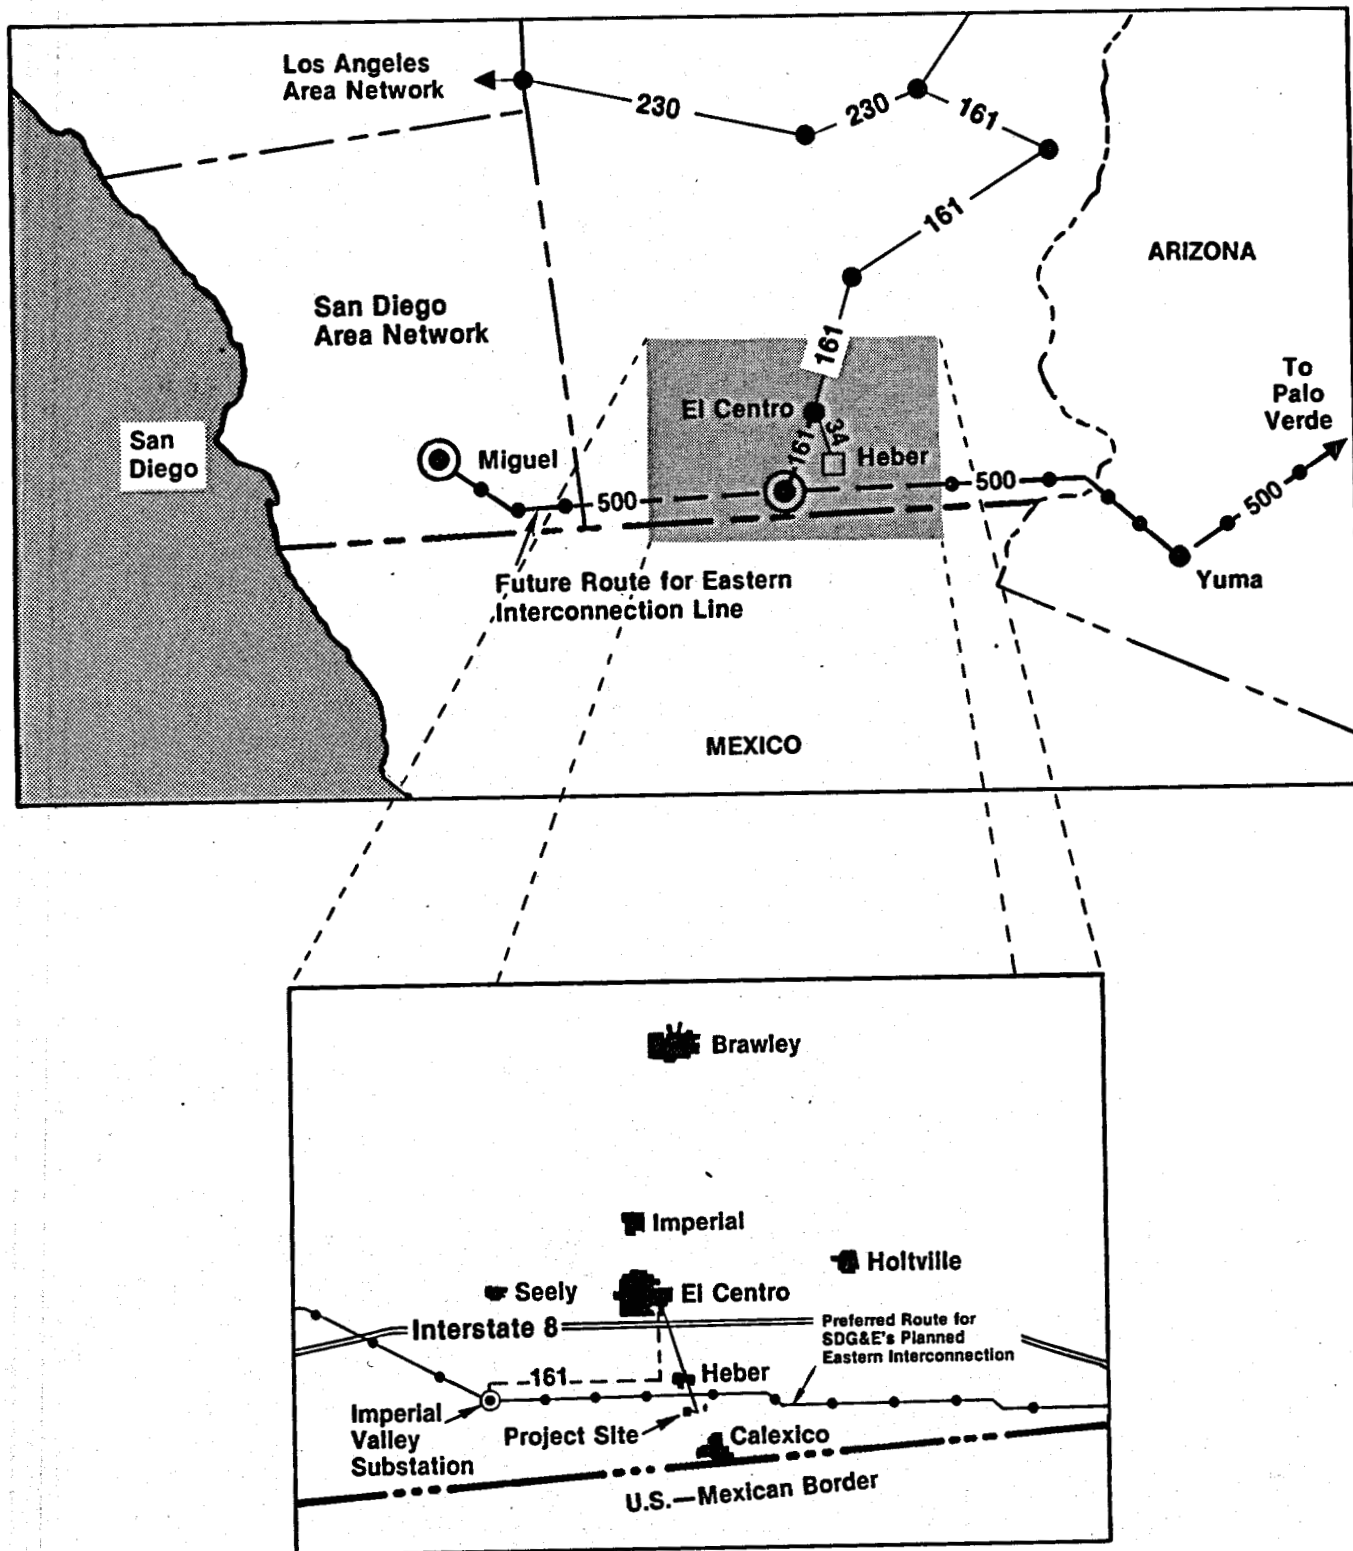 Los Angeles
Area Network
230
230
161
161
ARIZONA
San Diego
Area Network
161
To
Palo
Verde
El Centro
34
161
San
Diego
Miguel
Heber
500
500
500
Future Route for Eastern
Interconnection Line
Yuma
MEXICO
Brawley
Imperial
Holtville
Seely
El Centro
Interstate 8
Preferred Route for
SDG&E's Planned
Eastern Interconnection
161
Heber
Imperial
Valley
Substation
Project Site
Calexico
U.S.—Mexican Border